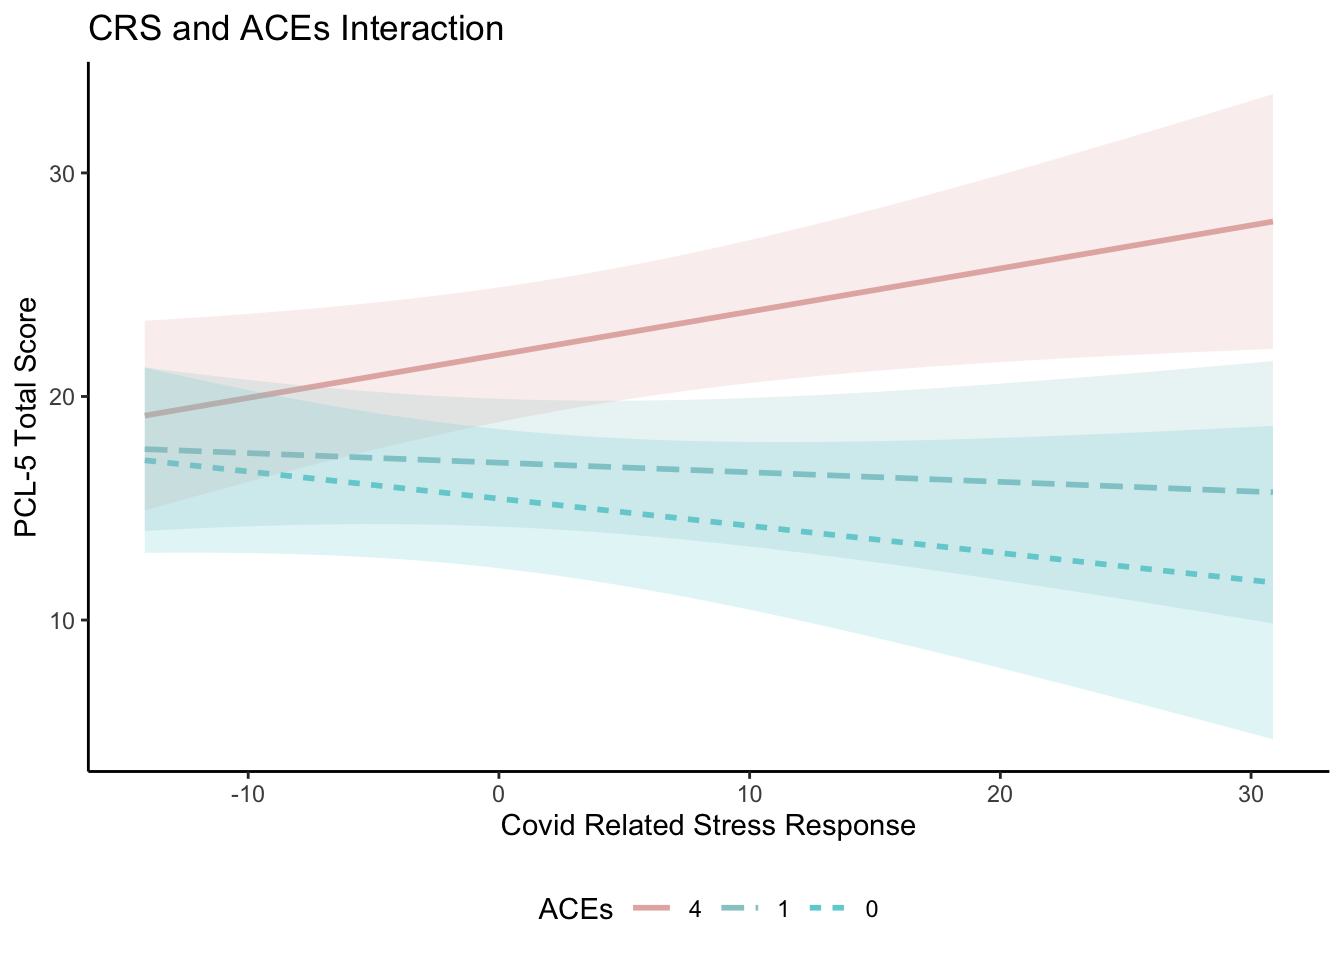 CRS and ACEs Interaction
PCL-5 Total Score
30
20
10
-10 0 10 20 30
Covid Related Stress Response
ACEs 4 1 0